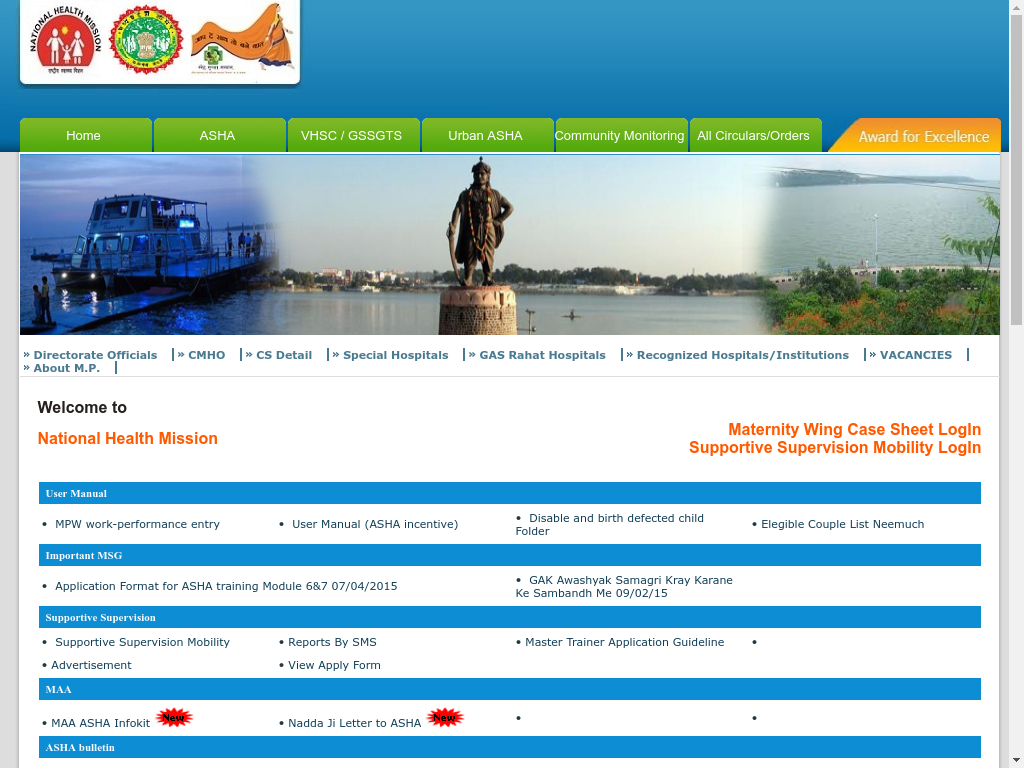 NATIONAL HEALTH MISSION
राष्ट्रीय स्वास्थ्य मिशन
आप दें साथ तो बने बात
Home
ASHA
VHSC / GSSGTS
Urban ASHA
Community Monitoring
All Circulars/Orders
Award for Excellence
» Directorate Officials
» CMHO
» CS Detail
» Special Hospitals
» GAS Rahat Hospitals
» Recognized Hospitals/Institutions
» VACANCIES
» About M.P.
Welcome to
National Health Mission
Maternity Wing Case Sheet LogIn
Supportive Supervision Mobility LogIn
User Manual
• MPW work-performance entry
• User Manual (ASHA incentive)
• Disable and birth defected child
Folder
• Elegible Couple List Neemuch
Important MSG
• Application Format for ASHA training Module 6&7 07/04/2015
• GAK Awashyak Samagri Kray Karane
Ke Sambandh Me 09/02/15
Supportive Supervision
• Supportive Supervision Mobility
• Reports By SMS
• Master Trainer Application Guideline
•
• Advertisement
• View Apply Form
MAA
• MAA ASHA Infokit New
• Nadda Ji Letter to ASHA New
•
•
ASHA bulletin